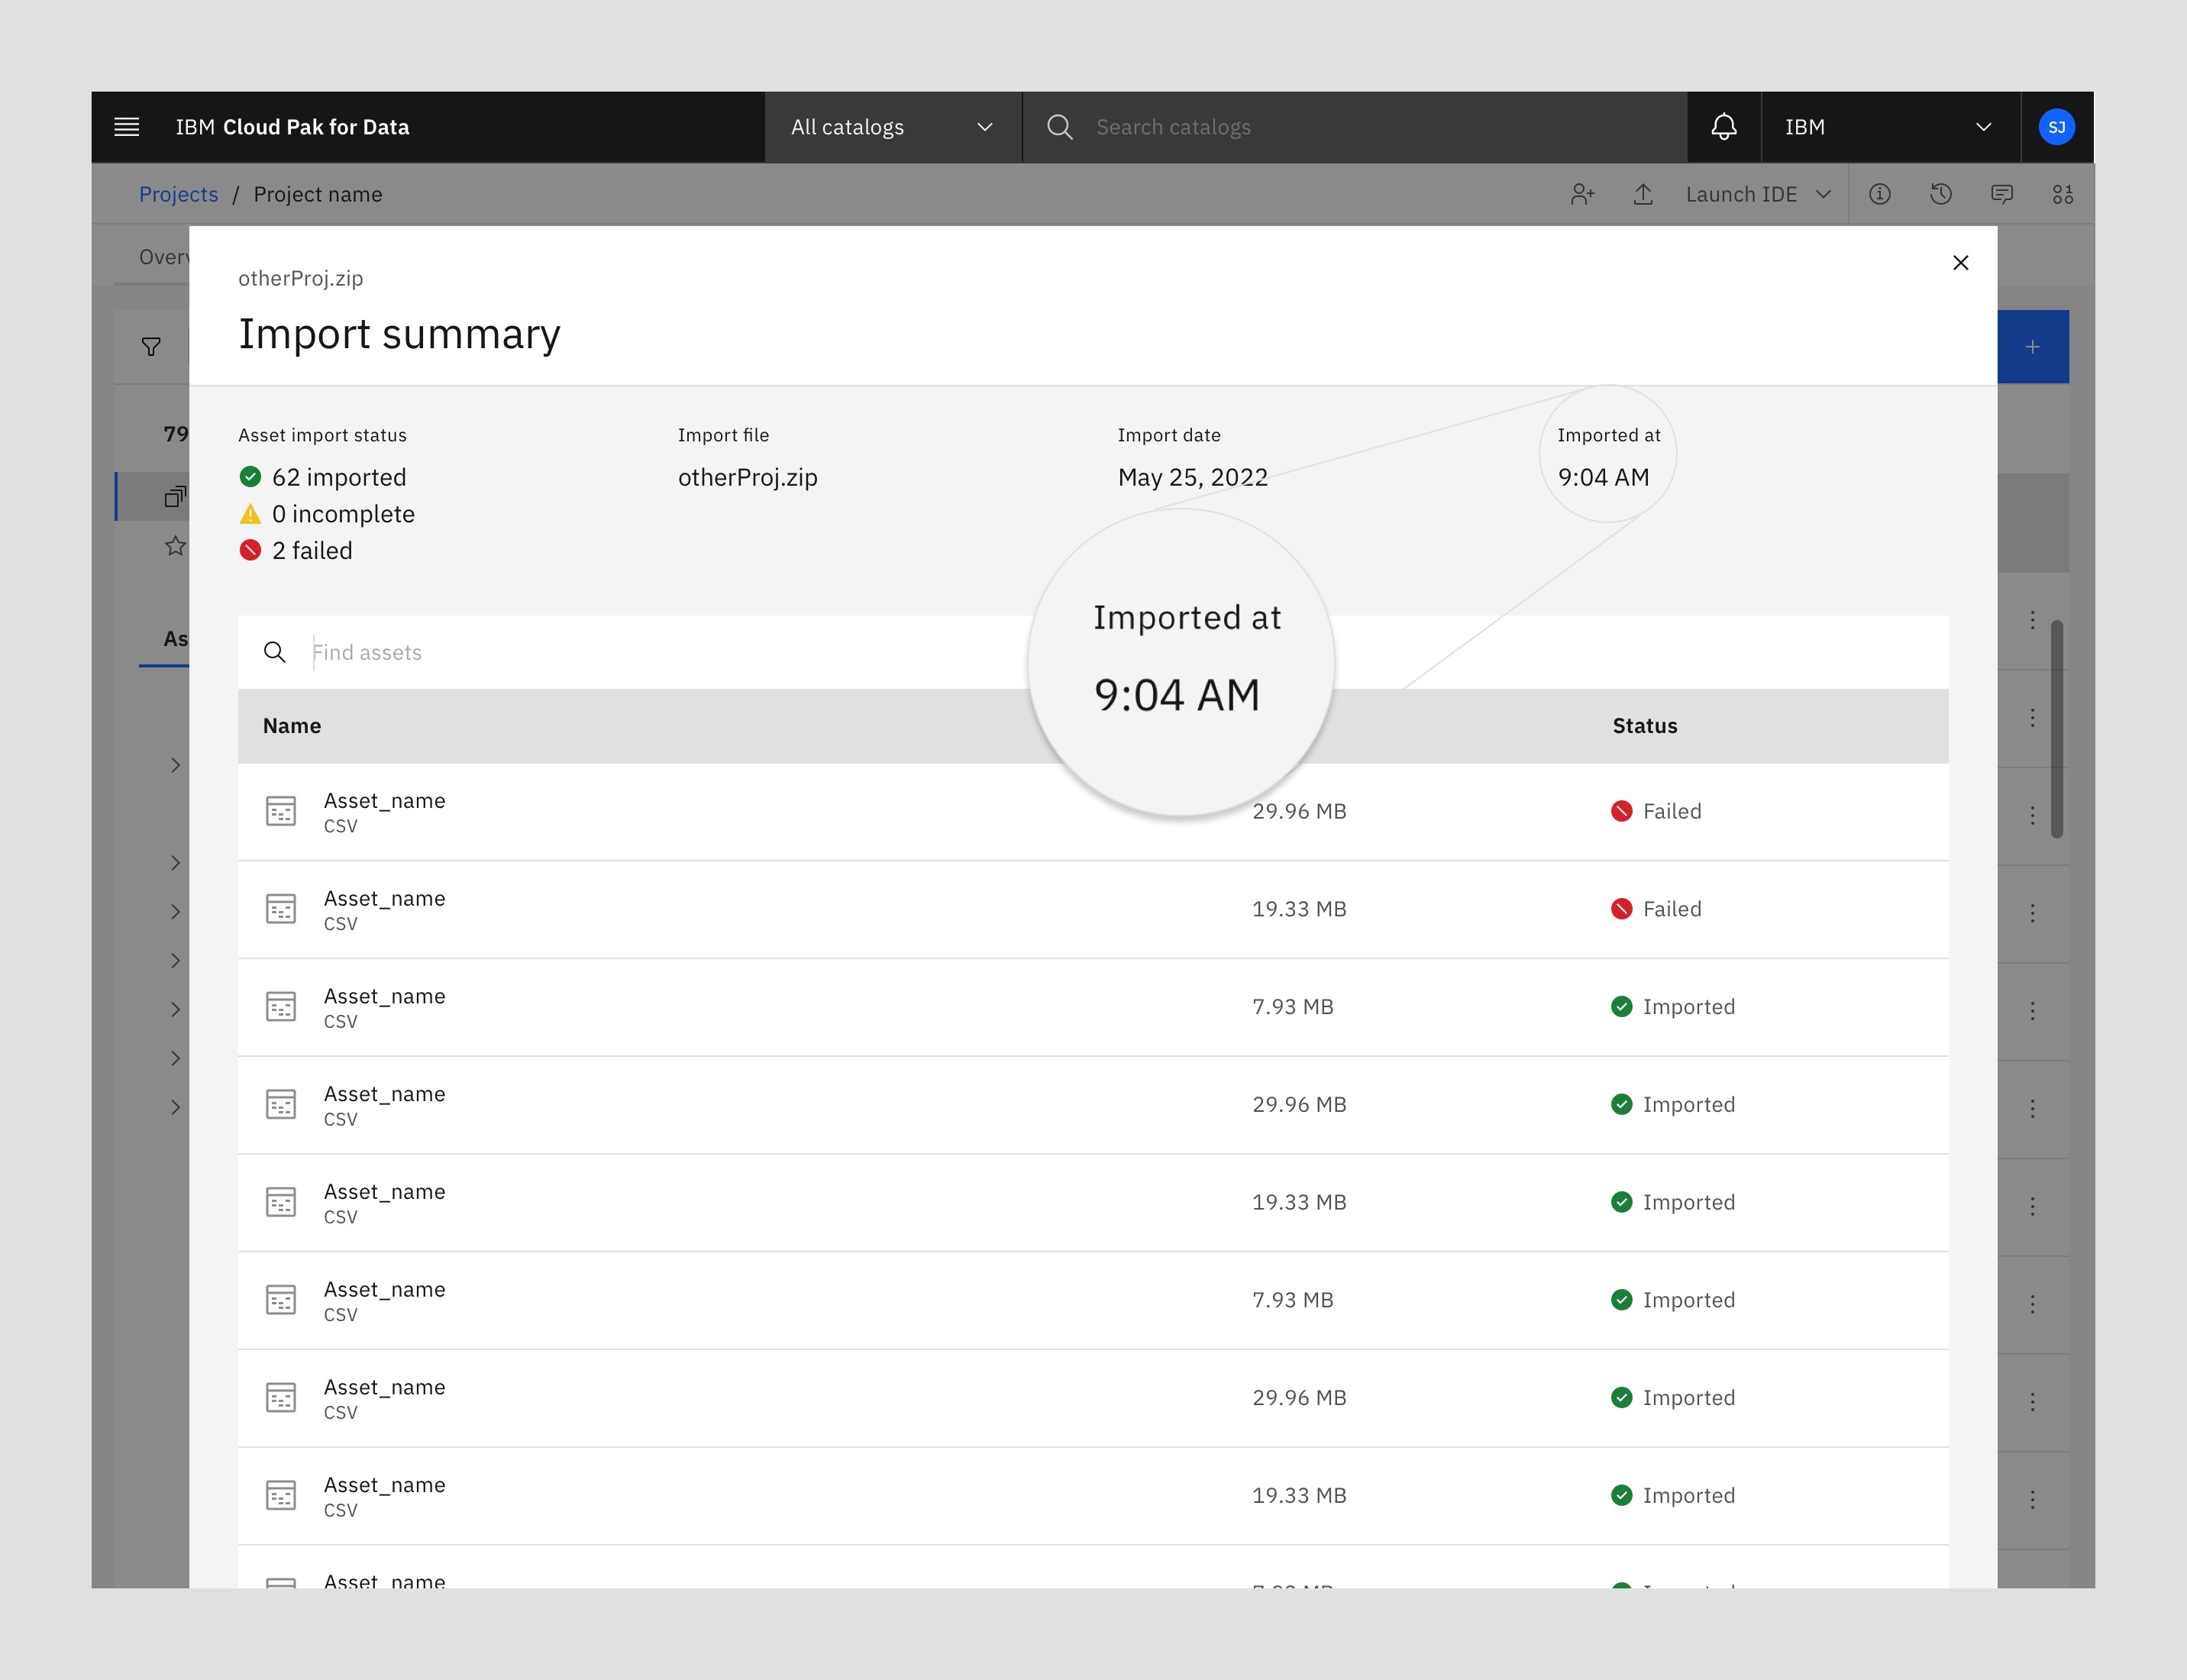 IBM Cloud Pak for Data
All catalogs
Search catalogs
IBM
SJ
Projects / Project name
Launch IDE
Overv
otherProj.zip
Import summary
79
As
Asset import status
62 imported
0 incomplete
2 failed
Import file
otherProj.zip
Import date
May 25, 2022
Imported at
9:04 AM
Imported at
9:04 AM
Find assets
Name Status
Asset_name
CSV
29.96 MB Failed
Asset_name
CSV
19.33 MB Failed
Asset_name
CSV
7.93 MB Imported
Asset_name
CSV
29.96 MB Imported
Asset_name
CSV
19.33 MB Imported
Asset_name
CSV
7.93 MB Imported
Asset_name
CSV
29.96 MB Imported
Asset_name
CSV
19.33 MB Imported
Asset_name